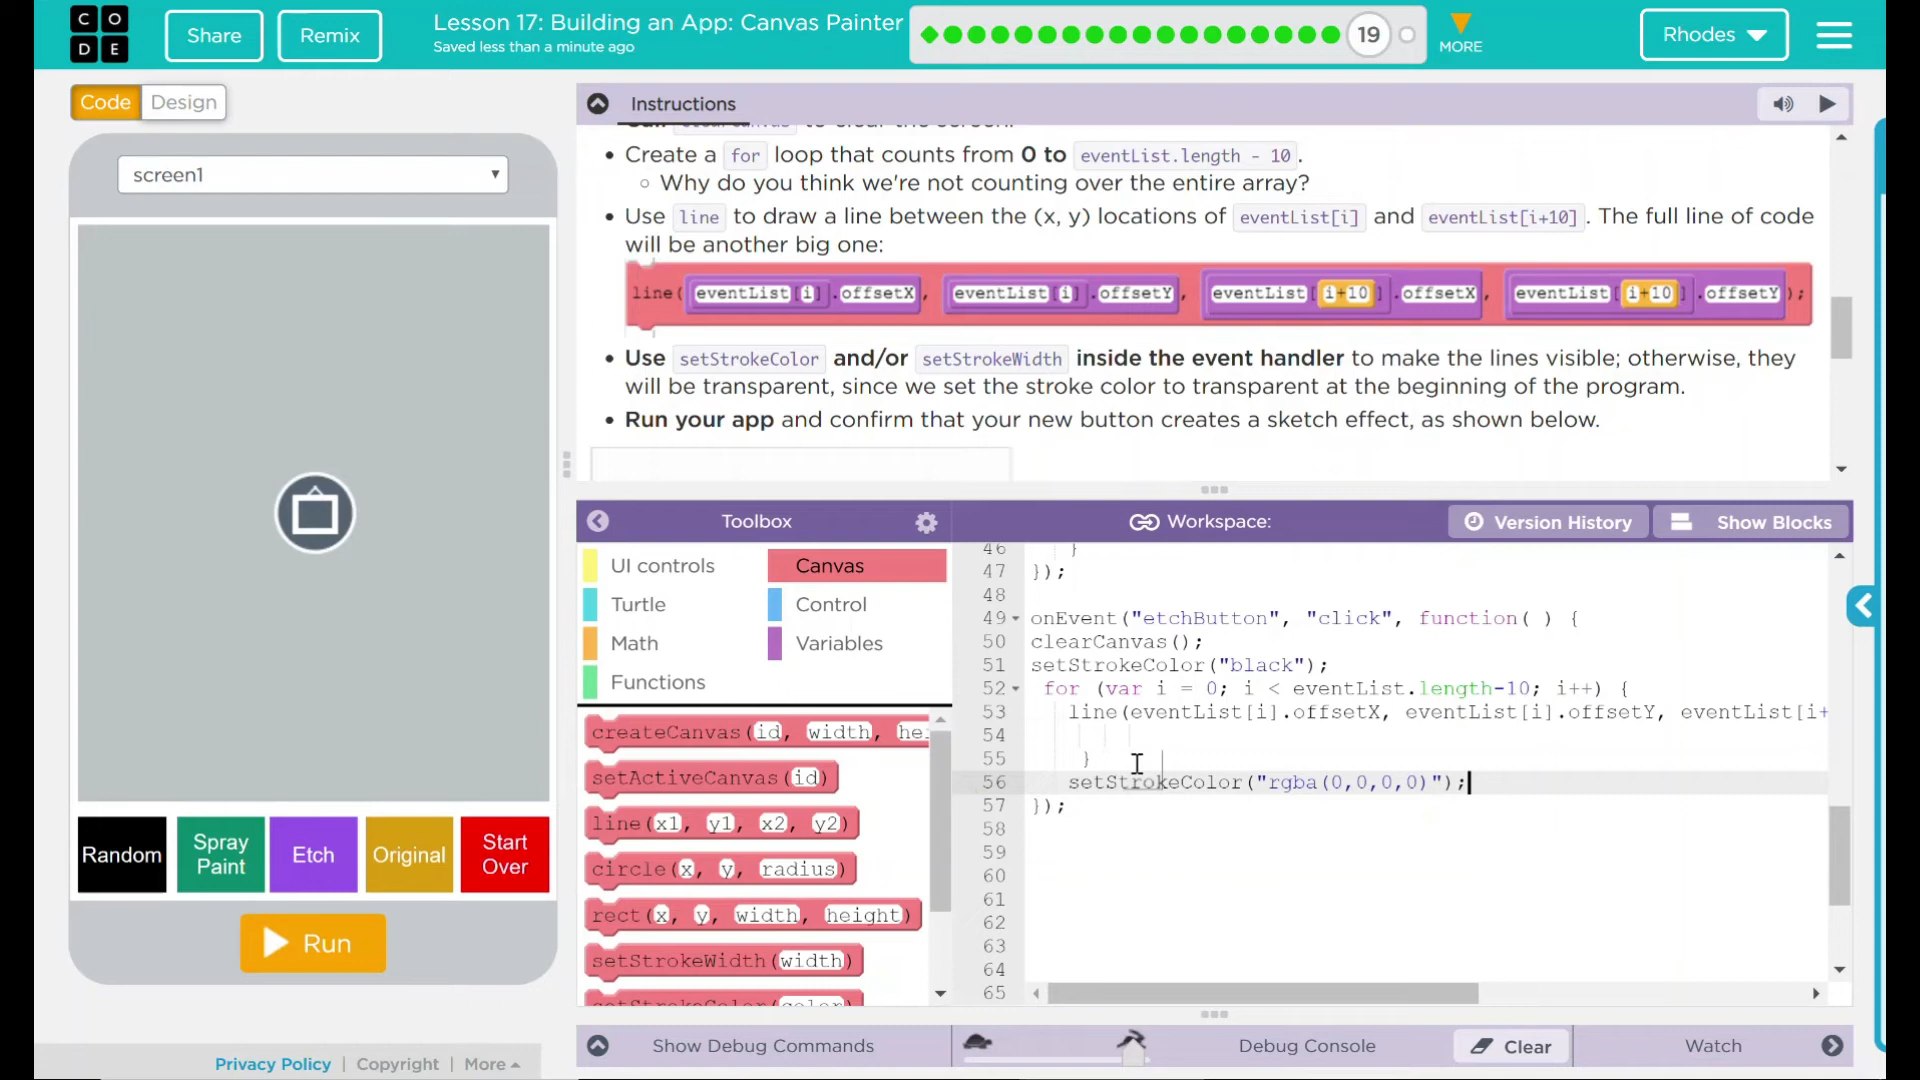 C O
D E
Share
Remix
Lesson 17: Building an App: Canvas Painter
Saved less than a minute ago
19
MORE
Rhodes
Code
Design
screen1
Random
Spray
Paint
Etch
Original
Start
Over
Run
Privacy Policy | Copyright | More
Instructions
Call clearCanvas to clear the screen.
Create a for loop that counts from 0 to eventList.length - 10.
Why do you think we're not counting over the entire array?
Use line to draw a line between the (x, y) locations of eventList[i] and eventList[i+10]. The full line of code
will be another big one:
line(eventList[i].offsetX, eventList[i].offsetY, eventList[i+10].offsetX, eventList[i+10].offsetY);
Use setStrokeColor and/or setStrokeWidth inside the event handler to make the lines visible; otherwise, they
will be transparent, since we set the stroke color to transparent at the beginning of the program.
Run your app and confirm that your new button creates a sketch effect, as shown below.
Toolbox
UI controls
Canvas
Turtle
Control
Math
Variables
Functions
createCanvas(id, width, hei
setActiveCanvas(id)
line(x1, y1, x2, y2)
circle(x, y, radius)
rect(x, y, width, height)
setStrokeWidth(width)
setStrokeColor(color)
Workspace:
Version History
Show Blocks
46 }
47 });
48
49 onEvent("etchButton", "click", function( ) {
50 clearCanvas();
51 setStrokeColor("black");
52 for (var i = 0; i < eventList.length-10; i++) {
53 line(eventList[i].offsetX, eventList[i].offsetY, eventList[i+
54
55 }
56 setStrokeColor("rgba(0,0,0,0)");
57 });
58
59
60
61
62
63
64
65
Show Debug Commands
Debug Console
Clear
Watch